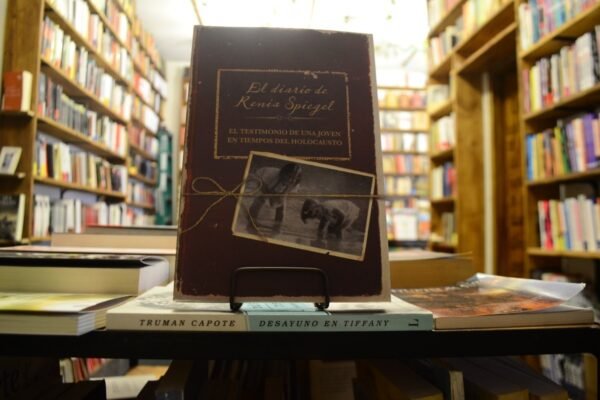 El diario de
Renia Spiegel
EL TESTIMONIO DE UNA JOVEN
EN TIEMPOS DEL HOLOCAUSTO
TRUMAN CAPOTE DESAYUNO EN TIFFANY L